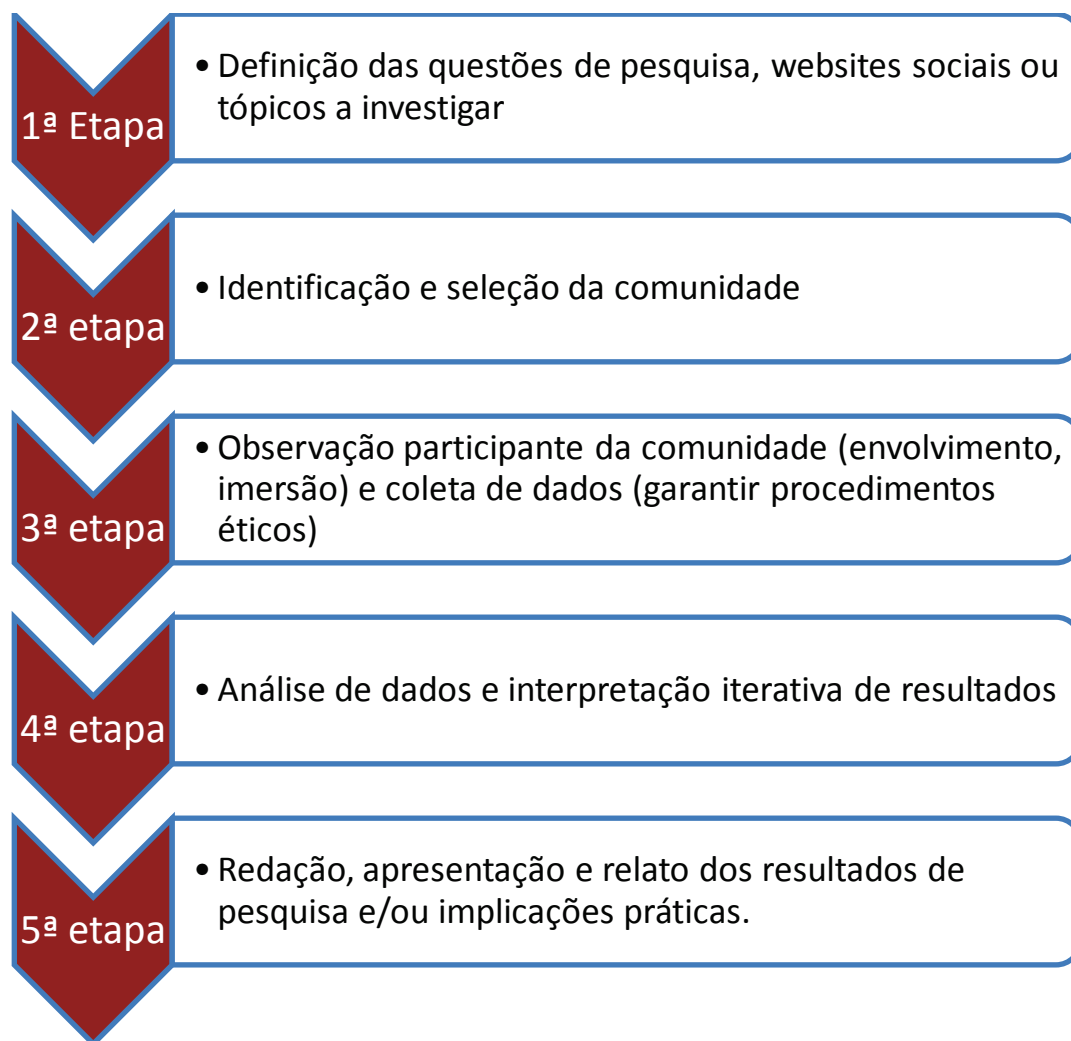 1ª Etapa
• Definição das questões de pesquisa, websites sociais ou
tópicos a investigar
2ª etapa
• Identificação e seleção da comunidade
3ª etapa
• Observação participante da comunidade (envolvimento,
imersão) e coleta de dados (garantir procedimentos
éticos)
4ª etapa
• Análise de dados e interpretação iterativa de resultados
5ª etapa
• Redação, apresentação e relato dos resultados de
pesquisa e/ou implicações práticas.